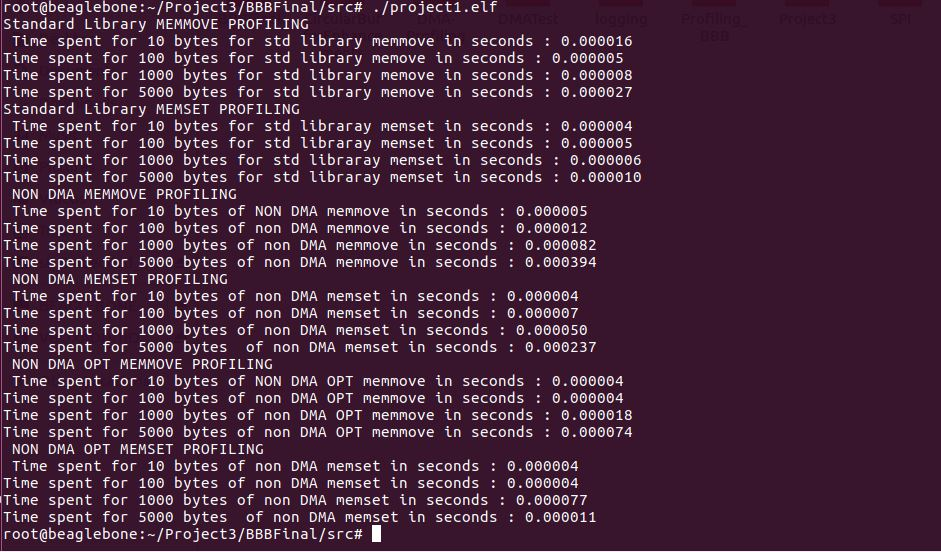 root@beaglebone:~/Project3/BBBFinal/src# ./project1.elf
Standard Library MEMMOVE PROFILING
 Time spent for 10 bytes for std library memmove in seconds : 0.000016
Time spent for 100 bytes for std library memove in seconds : 0.000005
Time spent for 1000 bytes for std library memmove in seconds : 0.000008
Time spent for 5000 bytes for std library memmove in seconds : 0.000027
Standard Library MEMSET PROFILING
 Time spent for 10 bytes for std libraray memset in seconds : 0.000004
Time spent for 100 bytes for std libraray memset in seconds : 0.000005
Time spent for 1000 bytes for std libraray memset in seconds : 0.000006
Time spent for 5000 bytes for std libraray memset in seconds : 0.000010
 NON DMA MEMMOVE PROFILING
 Time spent for 10 bytes of NON DMA memmove in seconds : 0.000005
Time spent for 100 bytes of non DMA memmove in seconds : 0.000012
Time spent for 1000 bytes of non DMA memmove in seconds : 0.000082
Time spent for 5000 bytes of non DMA memmove in seconds : 0.000394
 NON DMA MEMSET PROFILING
 Time spent for 10 bytes of non DMA memset in seconds : 0.000004
Time spent for 100 bytes of non DMA memset in seconds : 0.000007
Time spent for 1000 bytes of non DMA memset in seconds : 0.000050
Time spent for 5000 bytes  of non DMA memset in seconds : 0.000237
 NON DMA OPT MEMMOVE PROFILING
 Time spent for 10 bytes of NON DMA OPT memmove in seconds : 0.000004
Time spent for 100 bytes of non DMA OPT memmove in seconds : 0.000004
Time spent for 1000 bytes of non DMA OPT memmove in seconds : 0.000018
Time spent for 5000 bytes of non DMA OPT memmove in seconds : 0.000074
 NON DMA OPT MEMSET PROFILING
 Time spent for 10 bytes of non DMA memset in seconds : 0.000004
Time spent for 100 bytes of non DMA memset in seconds : 0.000004
Time spent for 1000 bytes of non DMA memset in seconds : 0.000077
Time spent for 5000 bytes  of non DMA memset in seconds : 0.000011
root@beaglebone:~/Project3/BBBFinal/src#
DMATest
logging
Profiling_BBB
Project3
SPI